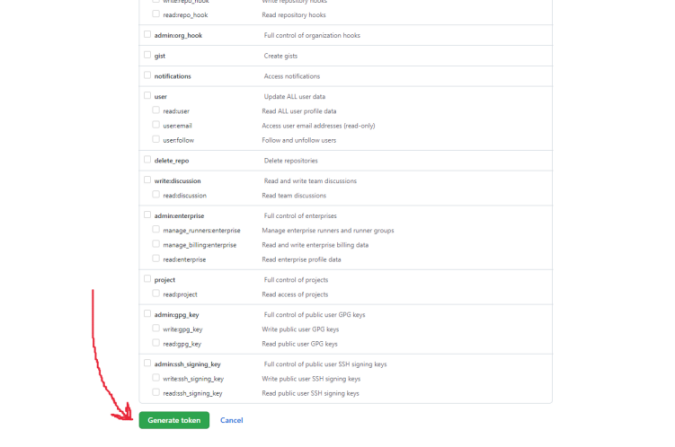 write:repo_hook Write repository hooks
read:repo_hook Read repository hooks
admin:org_hook Full control of organization hooks
gist Create gists
notifications Access notifications
user Update ALL user data
read:user Read ALL user profile data
user:email Access user email addresses (read-only)
user:follow Follow and unfollow users
delete_repo Delete repositories
write:discussion Read and write team discussions
read:discussion Read team discussions
admin:enterprise Full control of enterprises
manage_runners:enterprise Manage enterprise runners and runner groups
manage_billing:enterprise Read and write enterprise billing data
read:enterprise Read enterprise profile data
project Full control of projects
read:project Read access of projects
admin:gpg_key Full control of public user GPG keys
write:gpg_key Write public user GPG keys
read:gpg_key Read public user GPG keys
admin:ssh_signing_key Full control of public user SSH signing keys
write:ssh_signing_key Write public user SSH signing keys
read:ssh_signing_key Read public user SSH signing keys
Generate token Cancel